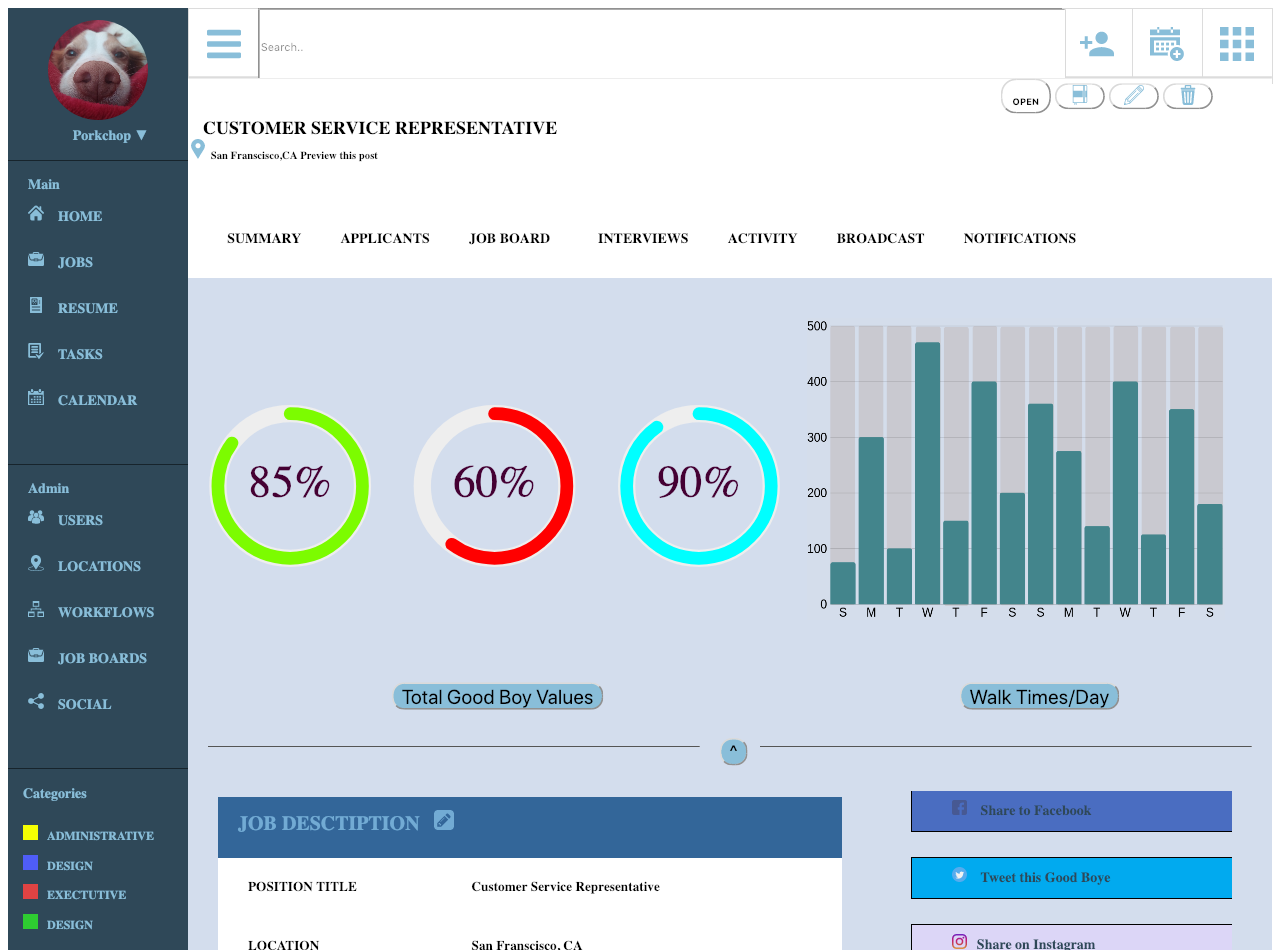 Porkchop ▼
Main
HOME
JOBS
RESUME
TASKS
CALENDAR
Admin
USERS
LOCATIONS
WORKFLOWS
JOB BOARDS
SOCIAL
Categories
ADMINISTRATIVE
DESIGN
EXECTUTIVE
DESIGN
Search..
OPEN
CUSTOMER SERVICE REPRESENTATIVE
San Franscisco,CA Preview this post
SUMMARY APPLICANTS JOB BOARD INTERVIEWS ACTIVITY BROADCAST NOTIFICATIONS
85% 60% 90%
500
400
300
200
100
0
S M T W T F S S M T W T F S
Total Good Boy Values
Walk Times/Day
^
JOB DESCTIPTION
POSITION TITLE Customer Service Representative
LOCATION San Franscisco, CA
Share to Facebook
Tweet this Good Boye
Share on Instagram